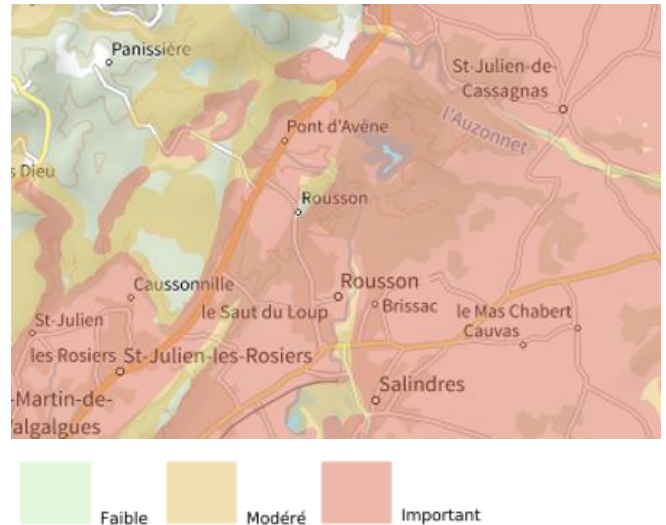 Panissière
St-Julien-de-
Cassagnas
l'Auzonnet
Pont d'Avène
s Dieu
Rousson
Rousson
Caussonnille
Brissac
le Saut du Loup
le Mas Chabert
St-Julien
Cauvas
les Rosiers
St-Julien-les-Rosiers
Salindres
-Martin-de-
Valgalgues
Faible
Modéré
Important